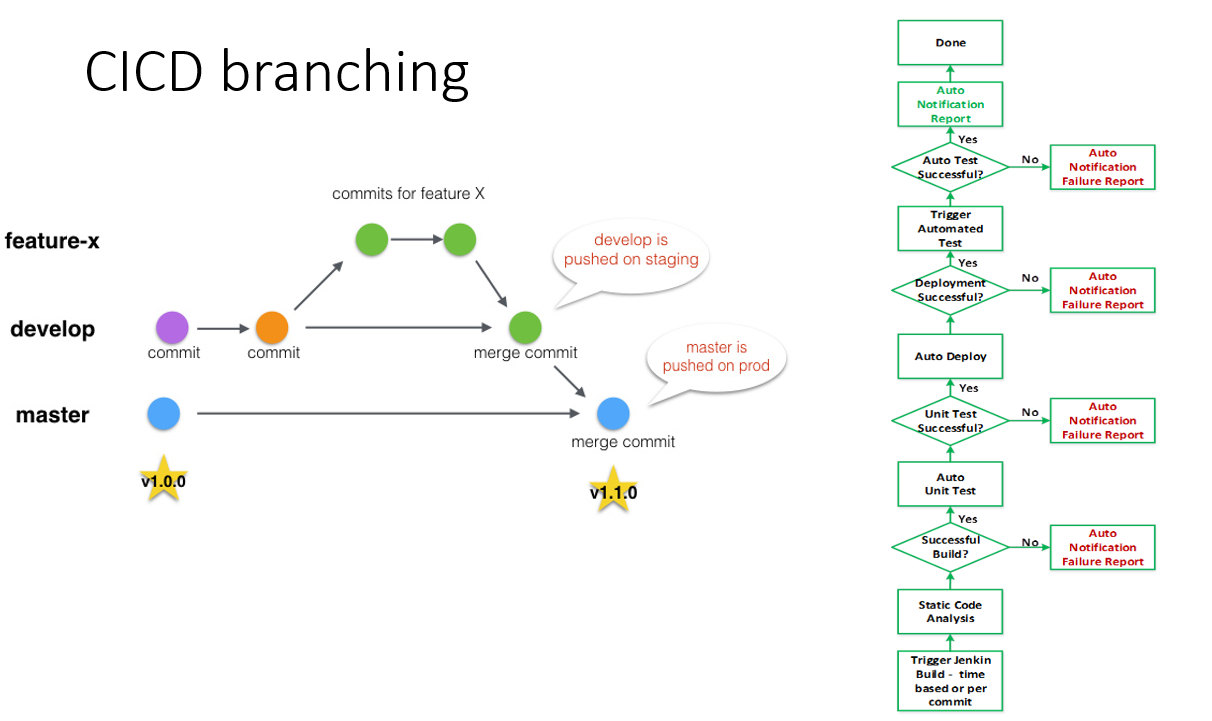 CICD branching
commits for feature X
feature-x
develop is
pushed on staging
develop
commit
commit
merge commit
master is
pushed on prod
master
merge commit
v1.0.0
v1.1.0
Done
Auto
Notification
Report
Yes
Auto Test
Successful?
No
Auto
Notification
Failure Report
Trigger
Automated
Test
Yes
Deployment
Successful?
No
Auto
Notification
Failure Report
Auto Deploy
Yes
Unit Test
Successful?
No
Auto
Notification
Failure Report
Auto
Unit Test
Yes
Successful
Build?
No
Auto
Notification
Failure Report
Static Code
Analysis
Trigger Jenkin
Build - time
based or per
commit